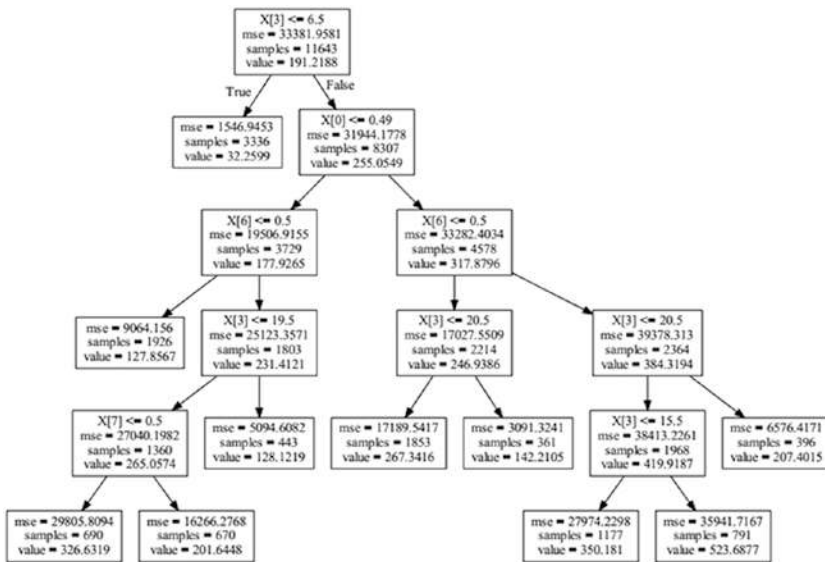 X[3] <= 6.5
mse = 33381.9581
samples = 11643
value = 191.2188
True
False
mse = 1546.9453
samples = 3336
value = 32.2599
X[0] <= 0.49
mse = 31944.1778
samples = 8307
value = 255.0549
X[6] <= 0.5
mse = 19506.9155
samples = 3729
value = 177.9265
X[6] <= 0.5
mse = 33282.4034
samples = 4578
value = 317.8796
mse = 9064.156
samples = 1926
value = 127.8567
X[3] <= 19.5
mse = 25123.3571
samples = 1803
value = 231.4121
X[3] <= 20.5
mse = 17027.5509
samples = 2214
value = 246.9386
X[3] <= 20.5
mse = 39378.313
samples = 2364
value = 384.3194
X[7] <= 0.5
mse = 27040.1982
samples = 1360
value = 265.0574
mse = 5094.6082
samples = 443
value = 128.1219
mse = 17189.5417
samples = 1853
value = 267.3416
mse = 3091.3241
samples = 361
value = 142.2105
X[3] <= 15.5
mse = 38413.2261
samples = 1968
value = 419.9187
mse = 6576.4171
samples = 396
value = 207.4015
mse = 29805.8094
samples = 690
value = 326.6319
mse = 16266.2768
samples = 670
value = 201.6448
mse = 27974.2298
samples = 1177
value = 350.181
mse = 35941.7167
samples = 791
value = 523.6877